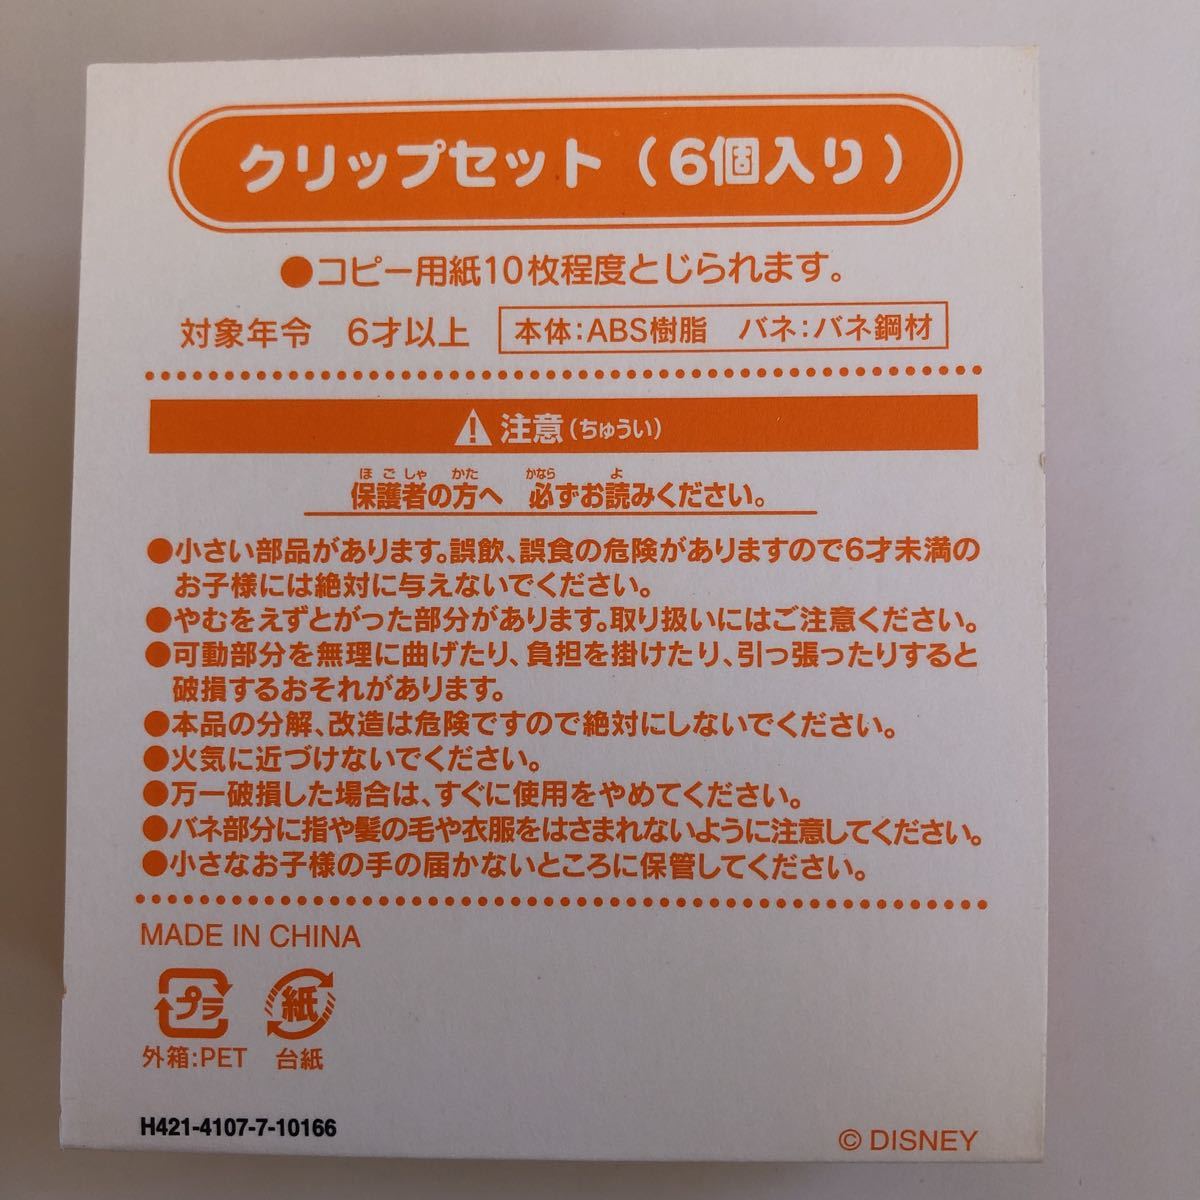 クリップセット（6個入り）
●コピー用紙10枚程度とじられます。
対象年令　6才以上　本体：ABS樹脂　バネ：バネ鋼材
注意（ちゅうい）
ほごしゃ かた かなら よ
保護者の方へ　必ずお読みください。
●小さい部品があります。誤飲、誤食の危険がありますので6才未満の
お子様には絶対に与えないでください。
●やむをえずとがった部分があります。取り扱いにはご注意ください。
●可動部分を無理に曲げたり、負担を掛けたり、引っ張ったりすると
破損するおそれがあります。
●本品の分解、改造は危険ですので絶対にしないでください。
●火気に近づけないでください。
●万一破損した場合は、すぐに使用をやめてください。
●バネ部分に指や髪の毛や衣服をはさまれないように注意してください。
●小さなお子様の手の届かないところに保管してください。
MADE IN CHINA
プラ 紙
外箱：PET 台紙
H421-4107-7-10166
© DISNEY